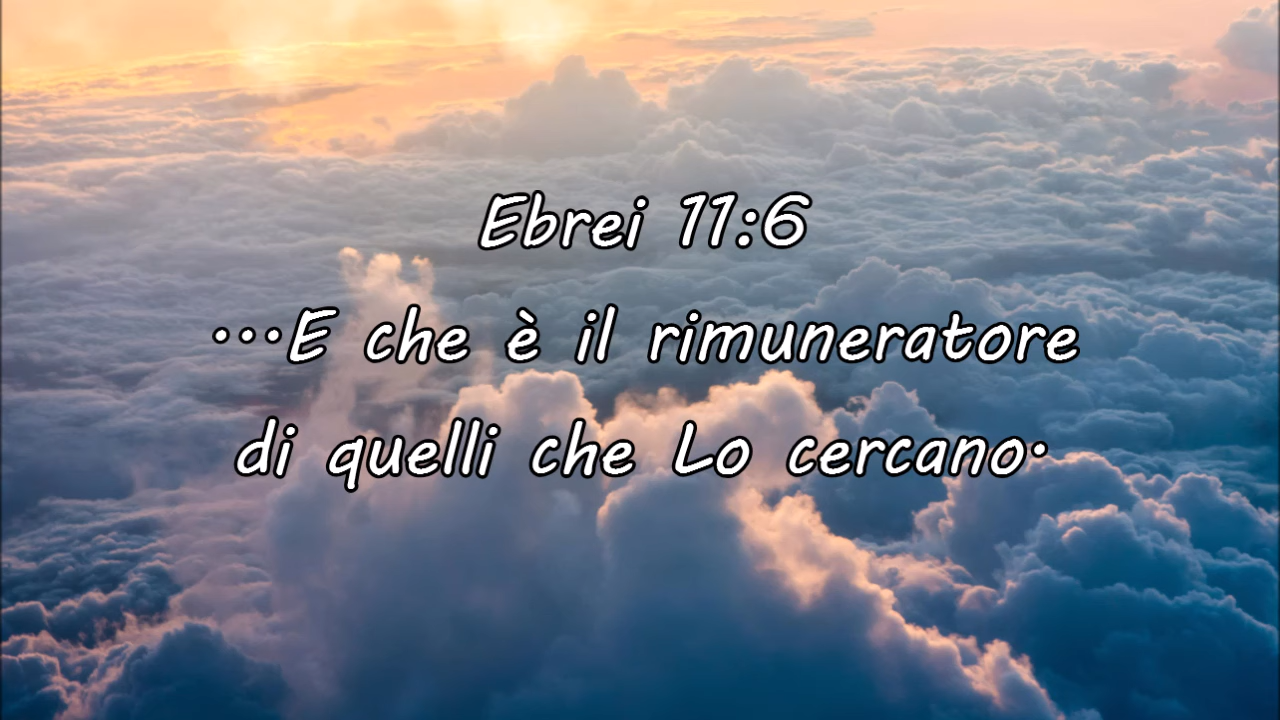 Ebrei 11:6
...E che è il rimuneratore
di quelli che Lo cercano.